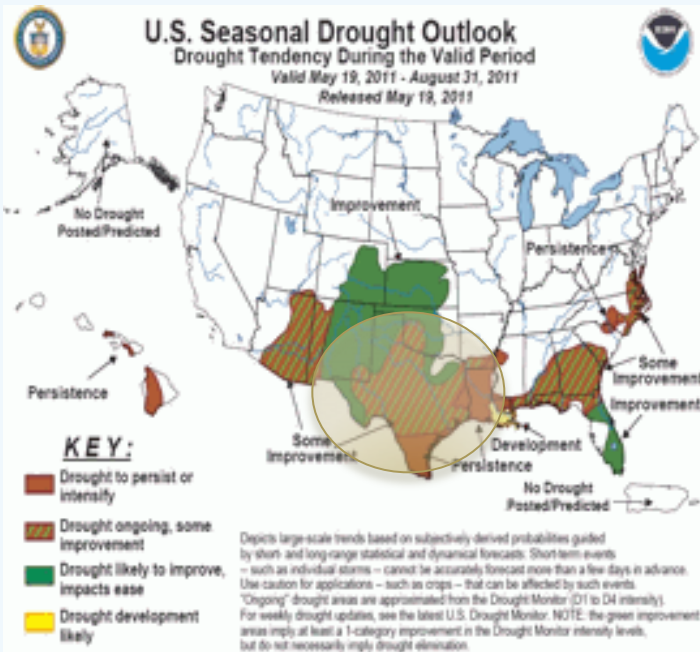 U.S. Seasonal Drought Outlook
Drought Tendency During the Valid Period
Valid May 19, 2011 - August 31, 2011
Released May 19, 2011
No Drought
Posted/Predicted
Improvement
Persistence
Some
Improvement
Improvement
Persistence
Some
Improvement
Development
Persistence
No Drought
Posted/Predicted
KEY:
Drought to persist or
intensify
Drought ongoing, some
improvement
Drought likely to improve,
impacts ease
Drought development
likely
Depicts large-scale trends based on subjectively derived probabilities guided
by short- and long-range statistical and dynamical forecasts. Short-term events
-- such as individual storms -- cannot be accurately forecast more than a few days in advance.
Use caution for applications -- such as crops -- that can be affected by such events.
"Ongoing" drought areas are approximated from the Drought Monitor (D1 to D4 intensity).
For weekly drought updates, see the latest U.S. Drought Monitor. NOTE: the green improvement
areas imply at least a 1-category improvement in the Drought Monitor intensity levels,
but do not necessarily imply drought elimination.